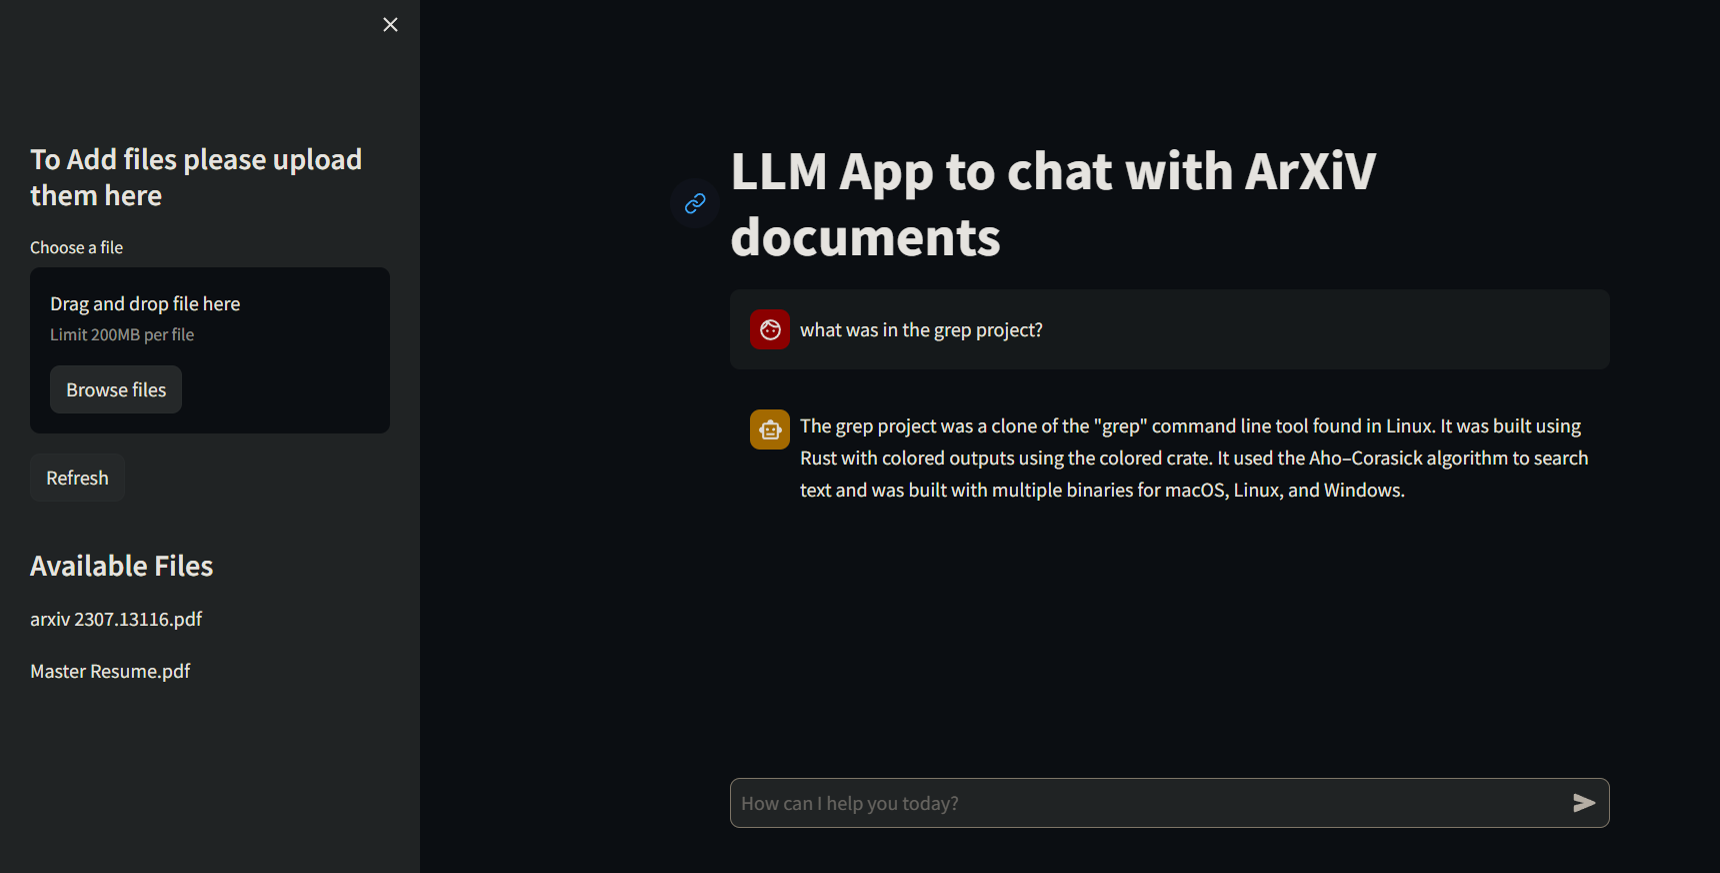 To Add files please upload
them here
Choose a file
Drag and drop file here
Limit 200MB per file
Browse files
Refresh
Available Files
arxiv 2307.13116.pdf
Master Resume.pdf
LLM App to chat with ArXiV
documents
what was in the grep project?
The grep project was a clone of the "grep" command line tool found in Linux. It was built using
Rust with colored outputs using the colored crate. It used the Aho–Corasick algorithm to search
text and was built with multiple binaries for macOS, Linux, and Windows.
How can I help you today?